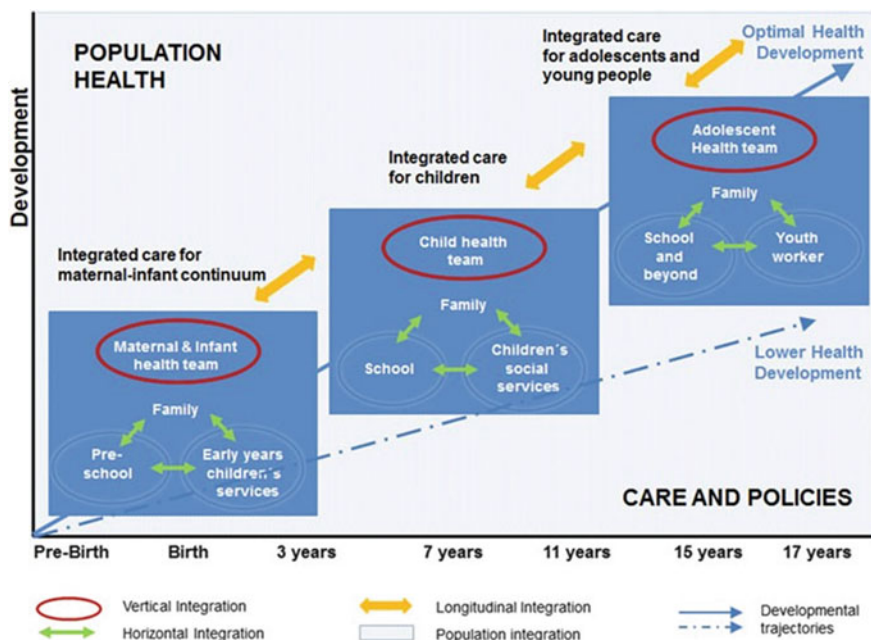 POPULATION
HEALTH
Integrated care
for adolescents and
young people
Optimal Health
Development
Development
Adolescent
Health team
Family
School
and
beyond
Youth
worker
Integrated care
for children
Child health
team
Family
School
Children´s
social
services
Integrated care for
maternal-infant continuum
Maternal & Infant
health team
Family
Pre-
school
Early years
children´s
services
Lower Health
Development
CARE AND POLICIES
Pre-Birth Birth 3 years 7 years 11 years 15 years 17 years
Vertical Integration
Horizontal Integration
Longitudinal Integration
Population integration
Developmental
trajectories